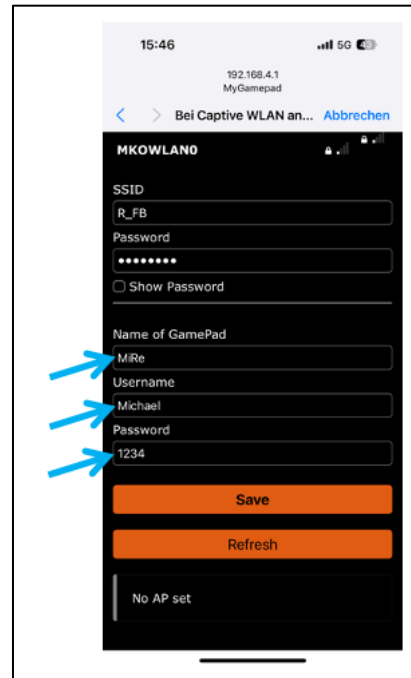 15:46 5G 43
192.168.4.1
MyGamepad
Bei Captive WLAN an... Abbrechen
MKOWLAN0
SSID
R_FB
Password
••••••••
Show Password
Name of GamePad
MiRe
Username
Michael
Password
1234
Save
Refresh
No AP set